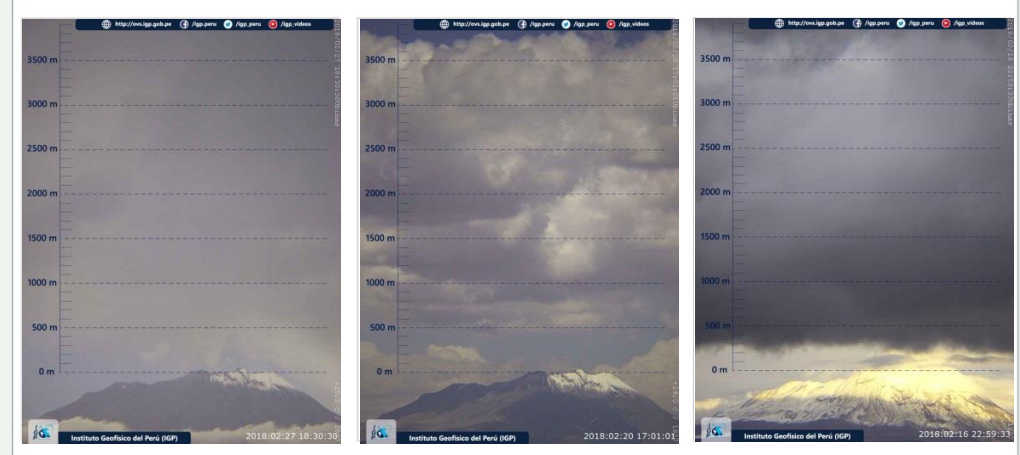 http://ovs.igp.gob.pe /igp.peru /igp_peru /igp_videos
3500 m
3000 m
2500 m
2000 m
1500 m
1000 m
500 m
0 m
Instituto Geofísico del Perú (IGP)
2018:02:27 18:30:30
http://ovs.igp.gob.pe /igp.peru /igp_peru /igp_videos
3500 m
3000 m
2500 m
2000 m
1500 m
1000 m
500 m
0 m
Instituto Geofísico del Perú (IGP)
2018:02:20 17:01:01
http://ovs.igp.gob.pe /igp.peru /igp_peru /igp_videos
3500 m
3000 m
2500 m
2000 m
1500 m
1000 m
500 m
0 m
Instituto Geofísico del Perú (IGP)
2018:02:16 22:59:33